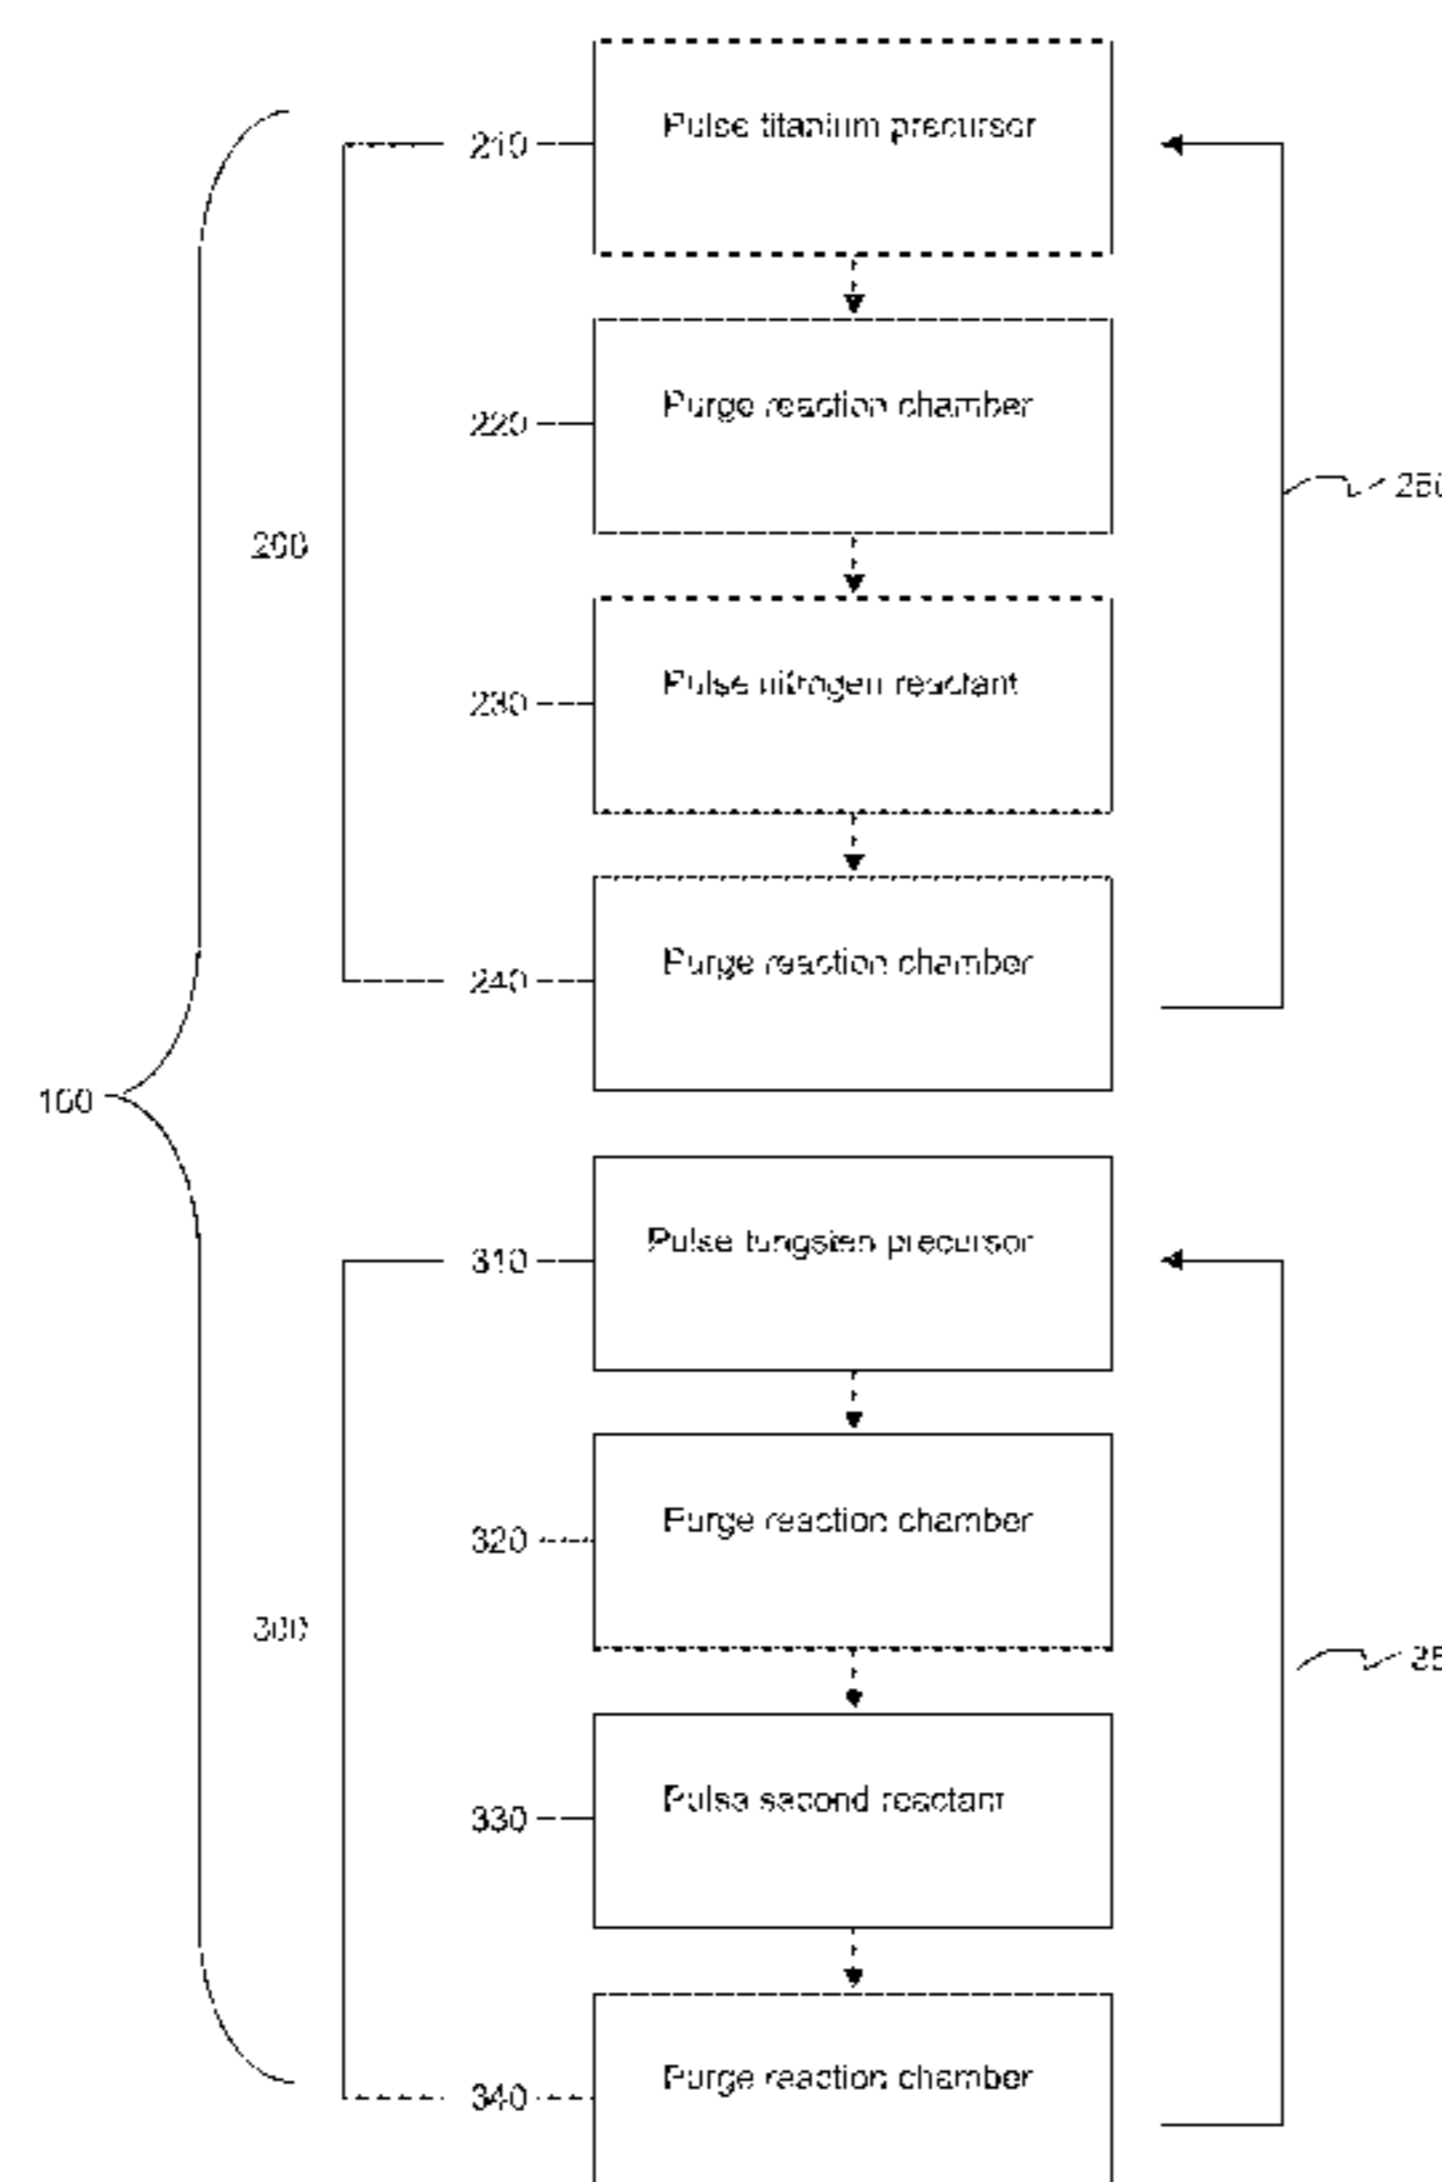 Pulse titanium precursor
210
Purge reaction chamber
220
200
Pulse nitrogen reactant
230
Purge reaction chamber
240
100
Pulse tungsten precursor
310
Purge reaction chamber
320
300
Pulse second reactant
330
Purge reaction chamber
340